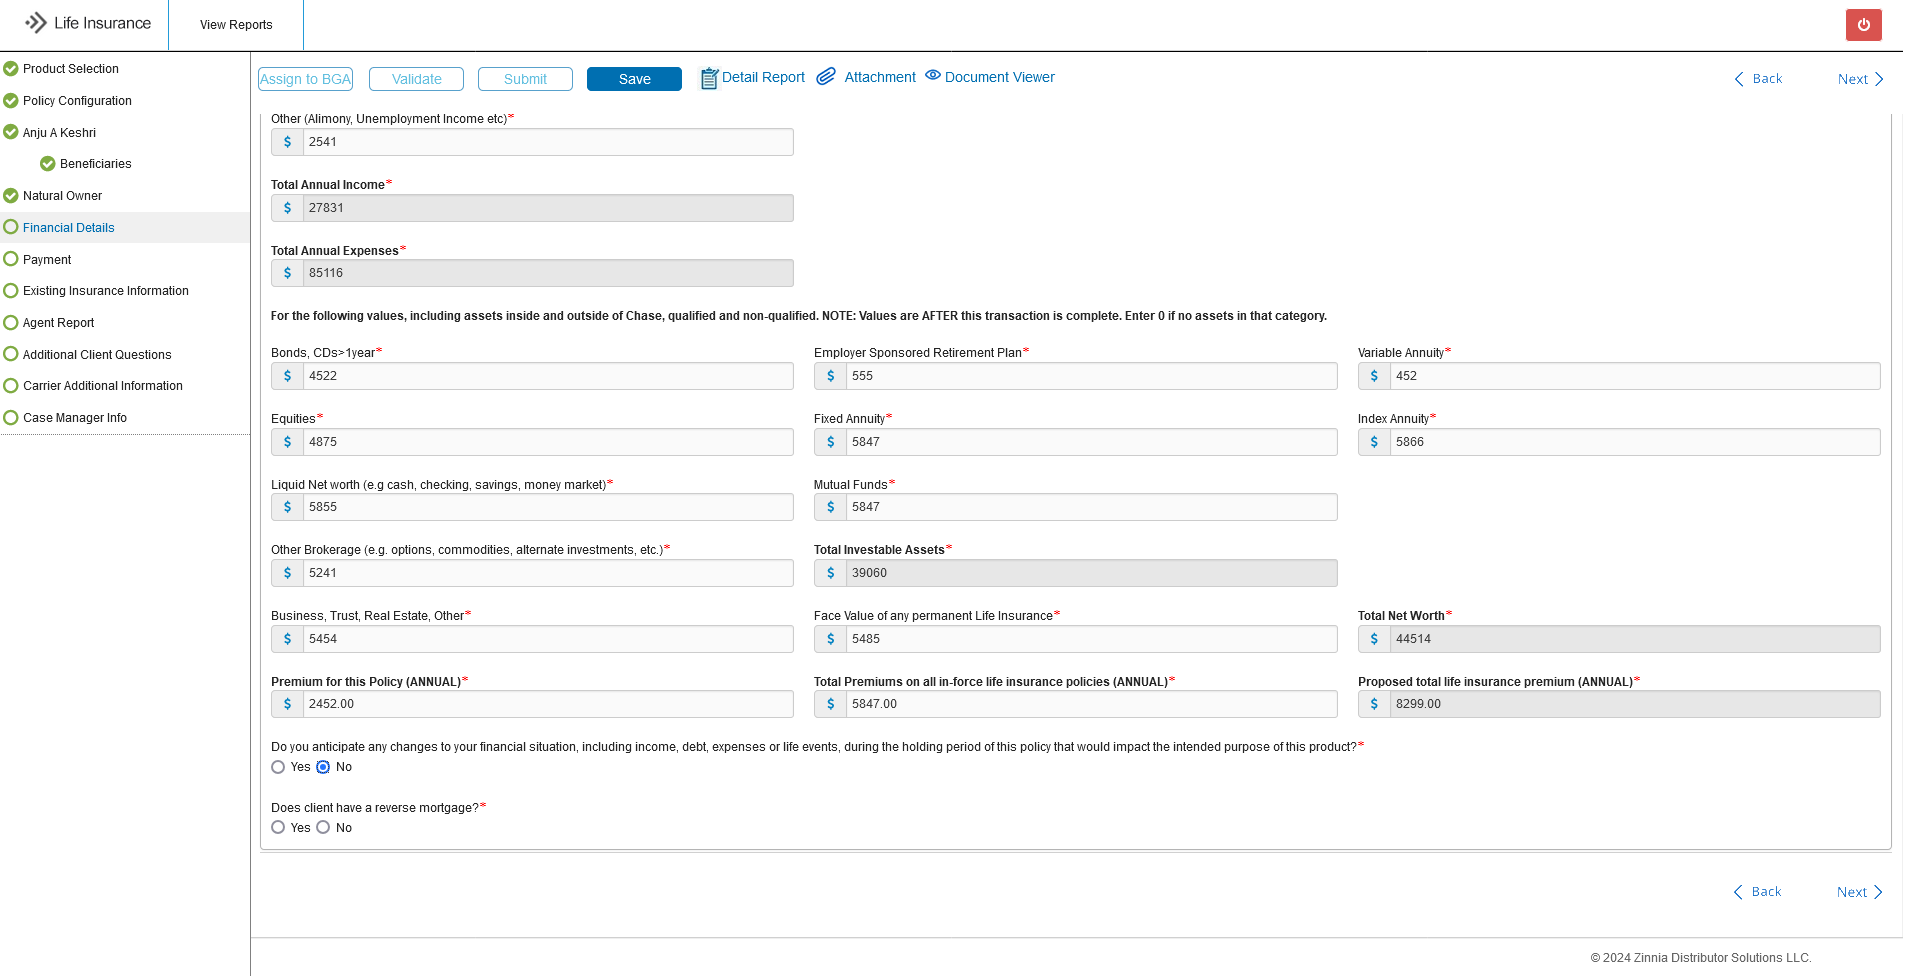 Life Insurance
View Reports
Product Selection
Policy Configuration
Anju A Keshri
Beneficiaries
Natural Owner
Financial Details
Payment
Existing Insurance Information
Agent Report
Additional Client Questions
Carrier Additional Information
Case Manager Info
Assign to BGA Validate Submit Save Detail Report Attachment Document Viewer Back Next
Other (Alimony, Unemployment Income etc)*
$ 2541
Total Annual Income*
$ 27831
Total Annual Expenses*
$ 85116
For the following values, including assets inside and outside of Chase, qualified and non-qualified. NOTE: Values are AFTER this transaction is complete. Enter 0 if no assets in that category.
Bonds, CDs>1year* Employer Sponsored Retirement Plan* Variable Annuity*
$ 4522 $ 555 $ 452
Equities* Fixed Annuity* Index Annuity*
$ 4875 $ 5847 $ 5866
Liquid Net worth (e.g cash, checking, savings, money market)* Mutual Funds*
$ 5855 $ 5847
Other Brokerage (e.g. options, commodities, alternate investments, etc.)* Total Investable Assets*
$ 5241 $ 39060
Business, Trust, Real Estate, Other* Face Value of any permanent Life Insurance* Total Net Worth*
$ 5454 $ 5485 $ 44514
Premium for this Policy (ANNUAL)* Total Premiums on all in-force life insurance policies (ANNUAL)* Proposed total life insurance premium (ANNUAL)*
$ 2452.00 $ 5847.00 $ 8299.00
Do you anticipate any changes to your financial situation, including income, debt, expenses or life events, during the holding period of this policy that would impact the intended purpose of this product?*
Yes No
Does client have a reverse mortgage?*
Yes No
Back Next
© 2024 Zinnia Distributor Solutions LLC.